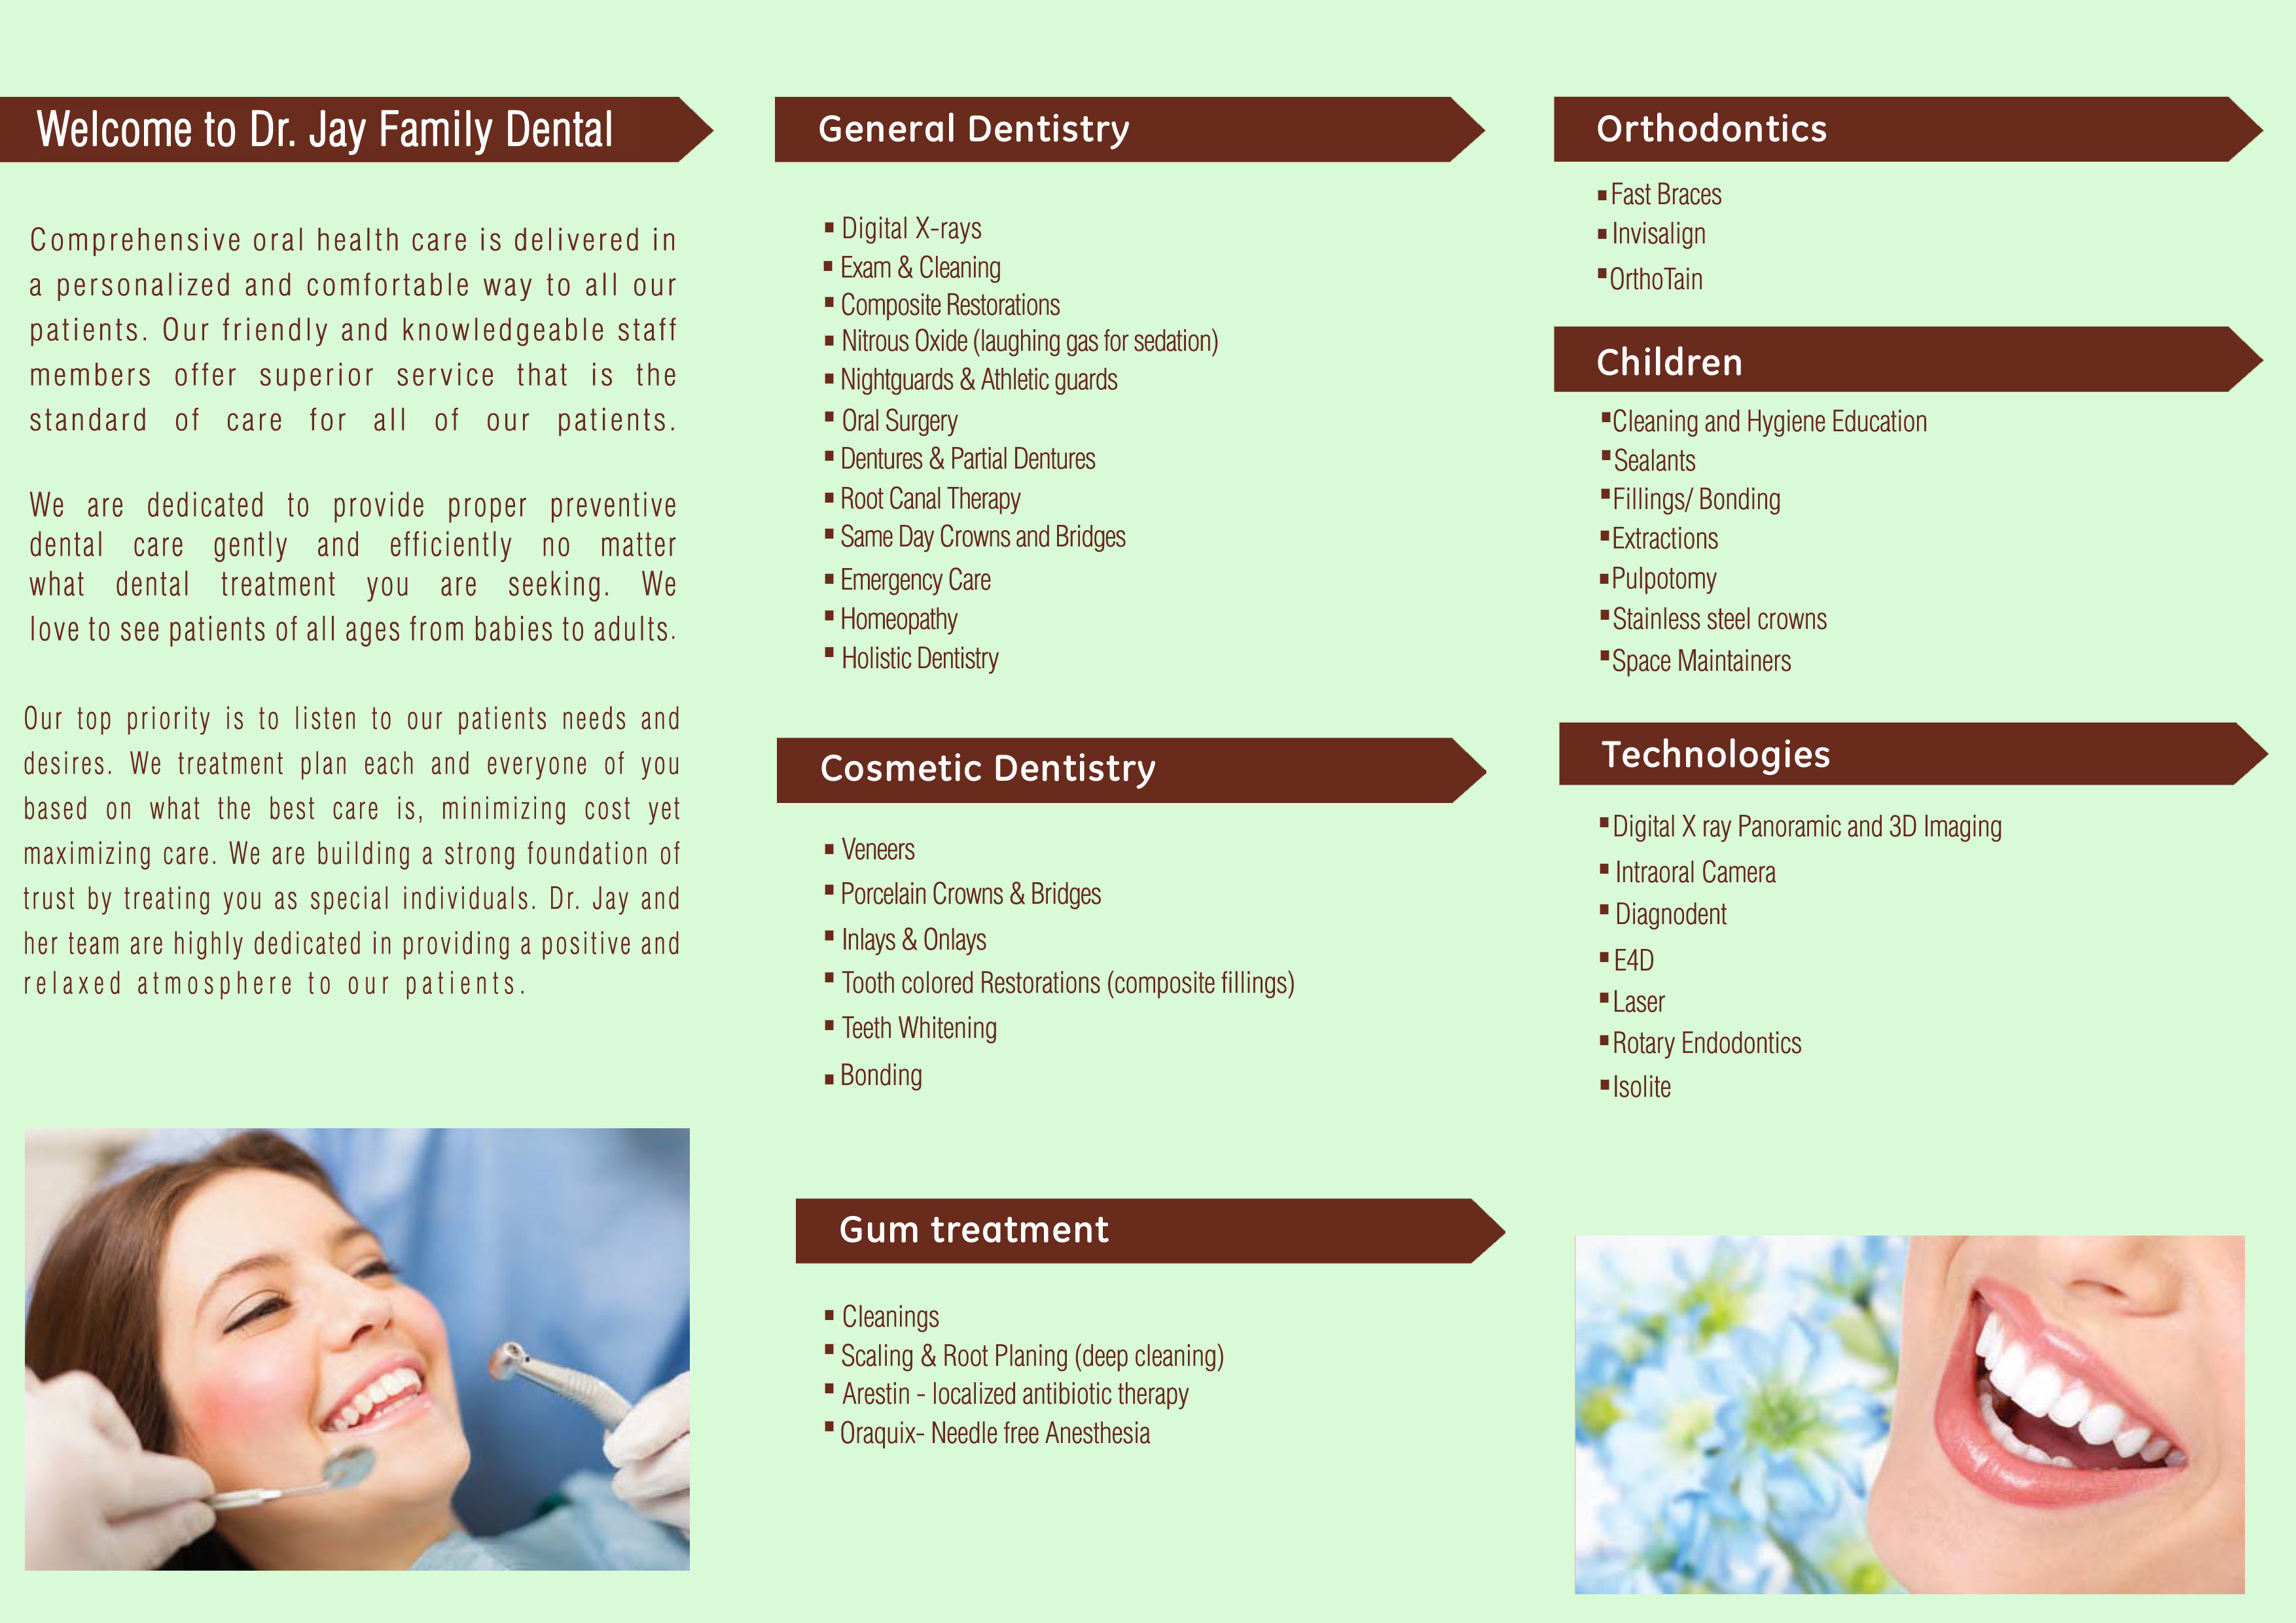 Welcome to Dr. Jay Family Dental
Comprehensive oral health care is delivered in
a personalized and comfortable way to all our
patients. Our friendly and knowledgeable staff
members offer superior service that is the
standard of care for all of our patients.
We are dedicated to provide proper preventive
dental care gently and efficiently no matter
what dental treatment you are seeking. We
love to see patients of all ages from babies to adults.
Our top priority is to listen to our patients needs and
desires. We treatment plan each and everyone of you
based on what the best care is, minimizing cost yet
maximizing care. We are building a strong foundation of
trust by treating you as special individuals. Dr. Jay and
her team are highly dedicated in providing a positive and
relaxed atmosphere to our patients.
General Dentistry
▪ Digital X-rays
▪ Exam & Cleaning
▪ Composite Restorations
▪ Nitrous Oxide (laughing gas for sedation)
▪ Nightguards & Athletic guards
▪ Oral Surgery
▪ Dentures & Partial Dentures
▪ Root Canal Therapy
▪ Same Day Crowns and Bridges
▪ Emergency Care
▪ Homeopathy
▪ Holistic Dentistry
Cosmetic Dentistry
▪ Veneers
▪ Porcelain Crowns & Bridges
▪ Inlays & Onlays
▪ Tooth colored Restorations (composite fillings)
▪ Teeth Whitening
▪ Bonding
Gum treatment
▪ Cleanings
▪ Scaling & Root Planing (deep cleaning)
▪ Arestin - localized antibiotic therapy
▪ Oraquix- Needle free Anesthesia
Orthodontics
▪Fast Braces
▪Invisalign
▪OrthoTain
Children
▪Cleaning and Hygiene Education
▪Sealants
▪Fillings/ Bonding
▪Extractions
▪Pulpotomy
▪Stainless steel crowns
▪Space Maintainers
Technologies
▪Digital X ray Panoramic and 3D Imaging
▪ Intraoral Camera
▪ Diagnodent
▪E4D
▪Laser
▪Rotary Endodontics
▪Isolite